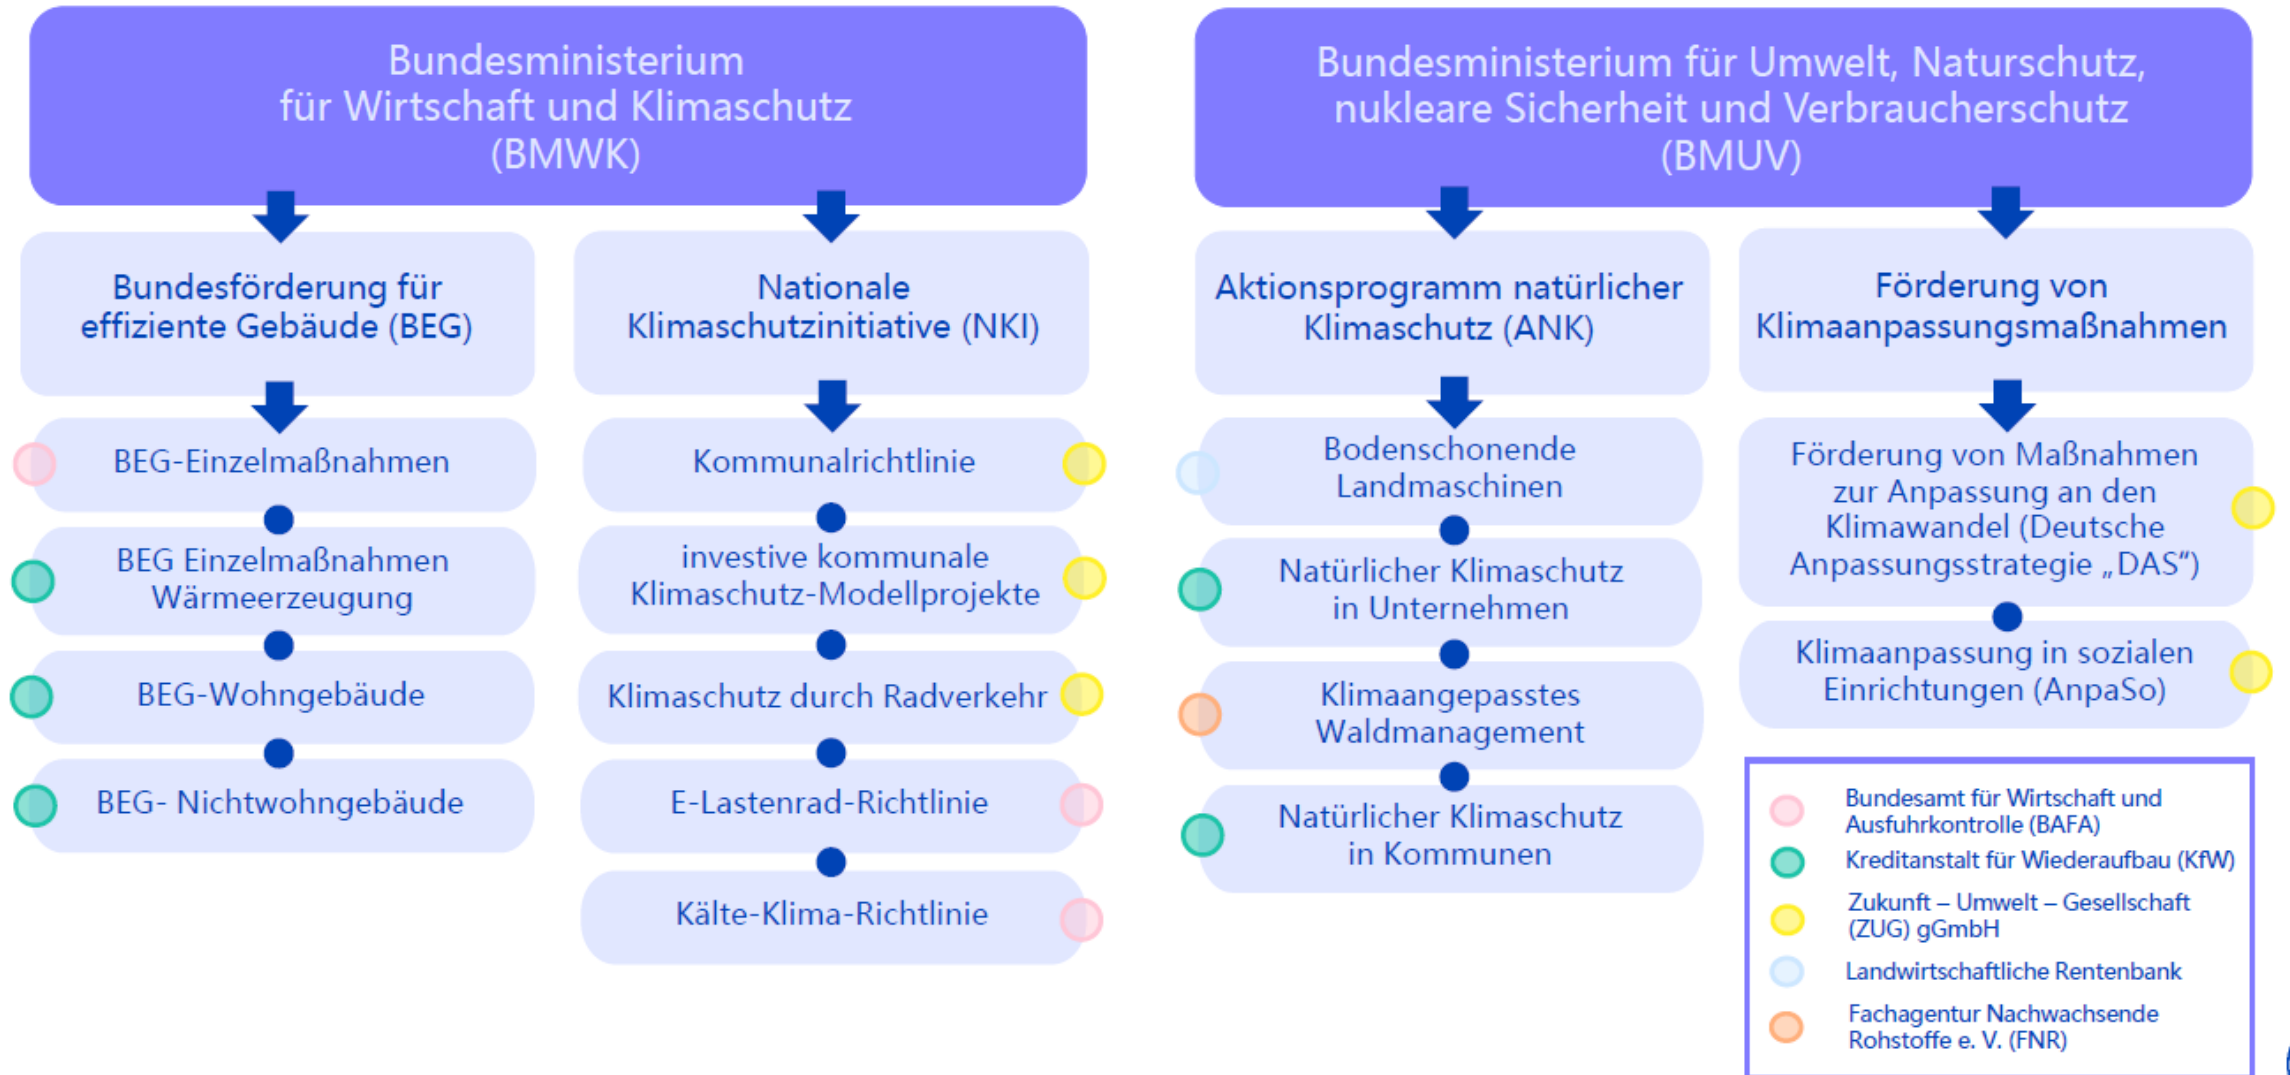 Bundesministerium
für Wirtschaft und Klimaschutz
(BMWK)
Bundesförderung für
effiziente Gebäude (BEG)
BEG-Einzelmaßnahmen
BEG Einzelmaßnahmen
Wärmeerzeugung
BEG-Wohngebäude
BEG- Nichtwohngebäude
Nationale
Klimaschutzinitiative (NKI)
Kommunalrichtlinie
investive kommunale
Klimaschutz-Modellprojekte
Klimaschutz durch Radverkehr
E-Lastenrad-Richtlinie
Kälte-Klima-Richtlinie
Bundesministerium für Umwelt, Naturschutz,
nukleare Sicherheit und Verbraucherschutz
(BMUV)
Aktionsprogramm natürlicher
Klimaschutz (ANK)
Bodenschonende
Landmaschinen
Natürlicher Klimaschutz
in Unternehmen
Klimaangepasstes
Waldmanagement
Natürlicher Klimaschutz
in Kommunen
Förderung von
Klimaanpassungsmaßnahmen
Förderung von Maßnahmen
zur Anpassung an den
Klimawandel (Deutsche
Anpassungsstrategie „DAS“)
Klimaanpassung in sozialen
Einrichtungen (AnpaSo)
Bundesamt für Wirtschaft und
Ausfuhrkontrolle (BAFA)
Kreditanstalt für Wiederaufbau (KfW)
Zukunft – Umwelt – Gesellschaft
(ZUG) gGmbH
Landwirtschaftliche Rentenbank
Fachagentur Nachwachsende
Rohstoffe e. V. (FNR)